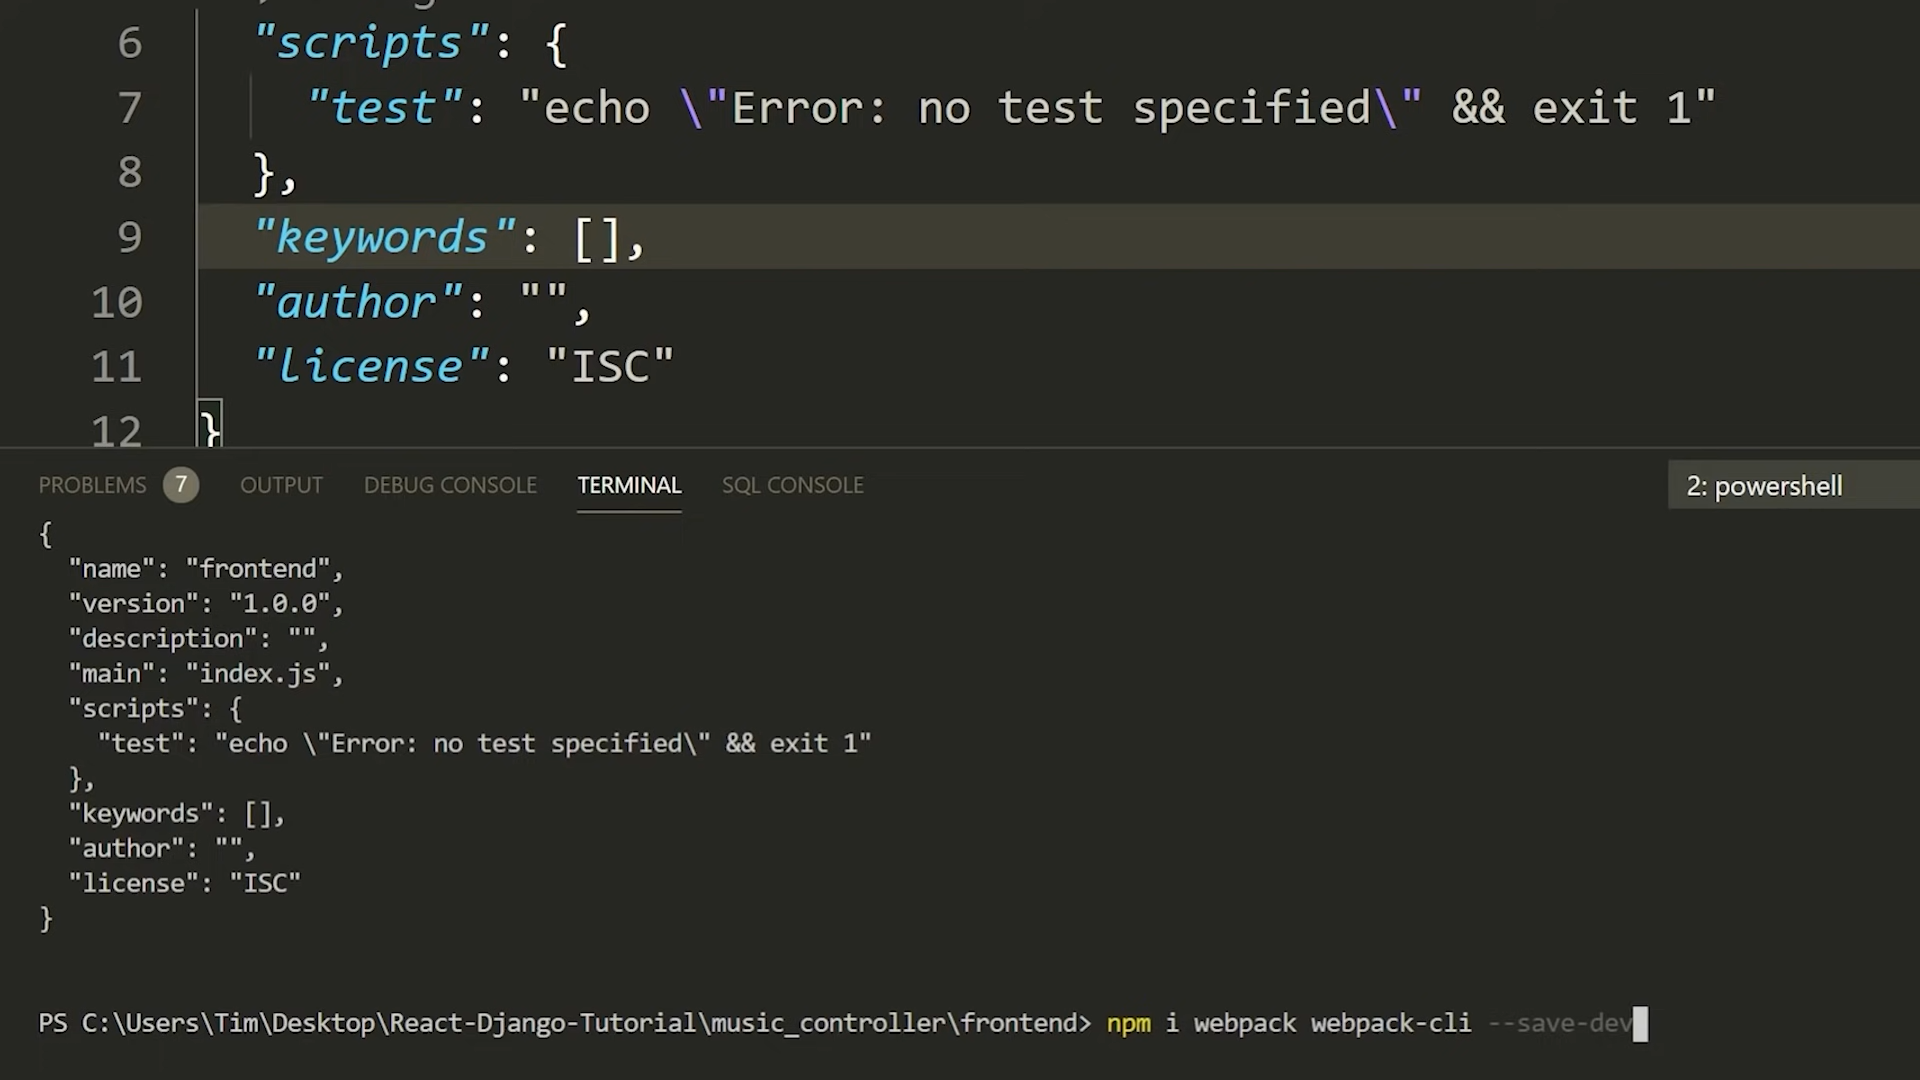 6 "scripts": {
7 "test": "echo \"Error: no test specified\" && exit 1"
8 },
9 "keywords": [],
10 "author": "",
11 "license": "ISC"
12 }
PROBLEMS 7 OUTPUT DEBUG CONSOLE TERMINAL SQL CONSOLE 2: powershell
{
"name": "frontend",
"version": "1.0.0",
"description": "",
"main": "index.js",
"scripts": {
"test": "echo \"Error: no test specified\" && exit 1"
},
"keywords": [],
"author": "",
"license": "ISC"
}
PS C:\Users\Tim\Desktop\React-Django-Tutorial\music_controller\frontend> npm i webpack webpack-cli --save-dev